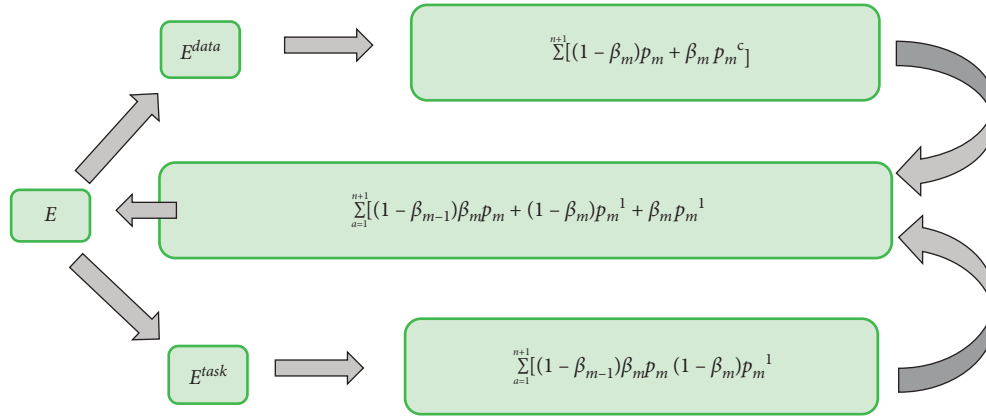 E^data
∑^{n+1}[(1 - β_m)p_m + β_m p_m^c]
E
∑_{a=1}^{n+1}[(1 - β_{m-1})β_m p_m + (1 - β_m)p_m^1 + β_m p_m^1
E^task
∑_{a=1}^{n+1}[(1 - β_{m-1})β_m p_m (1 - β_m)p_m^1